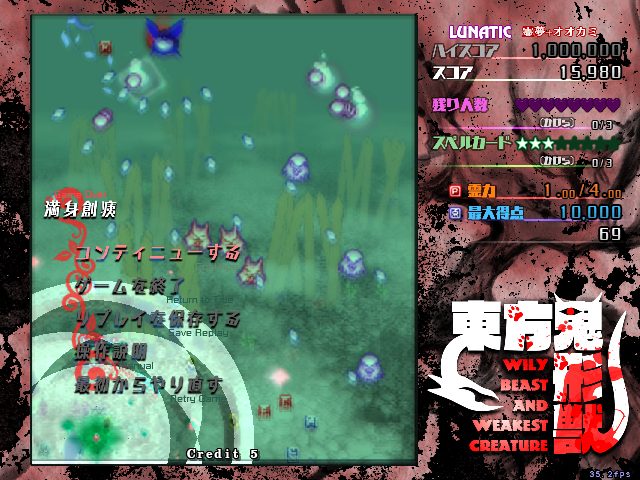 LUNATIC 霊夢+オオカミ
ハイスコア 1,000,000
スコア 15,980
残り人数
(かけら) 0/3
スペルカード
(かけら) 0/3
霊力 1.00/4.00
最大得点 10,000
69
Game Over
満身創痍
コンティニューする
ゲームを終了
Return to Title
リプレイを保存する
Save Replay
操作説明
Manual
最初からやり直す
Retry Game
Credit 5
東方鬼形獣
WILY
BEAST
AND
WEAKEST
CREATURE
35.2fps